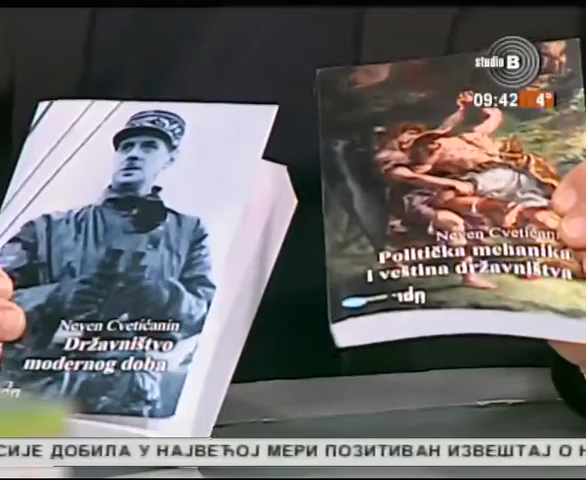 studio B
09:42 4°
Neven Cvetićanin
Politička mehanika
i veština državništva
Neven Cvetićanin
Državništvo
modernog doba
СИЈЕ ДОБИЛА У НАЈВЕЋОЈ МЕРИ ПОЗИТИВАН ИЗВЕШТАЈ О